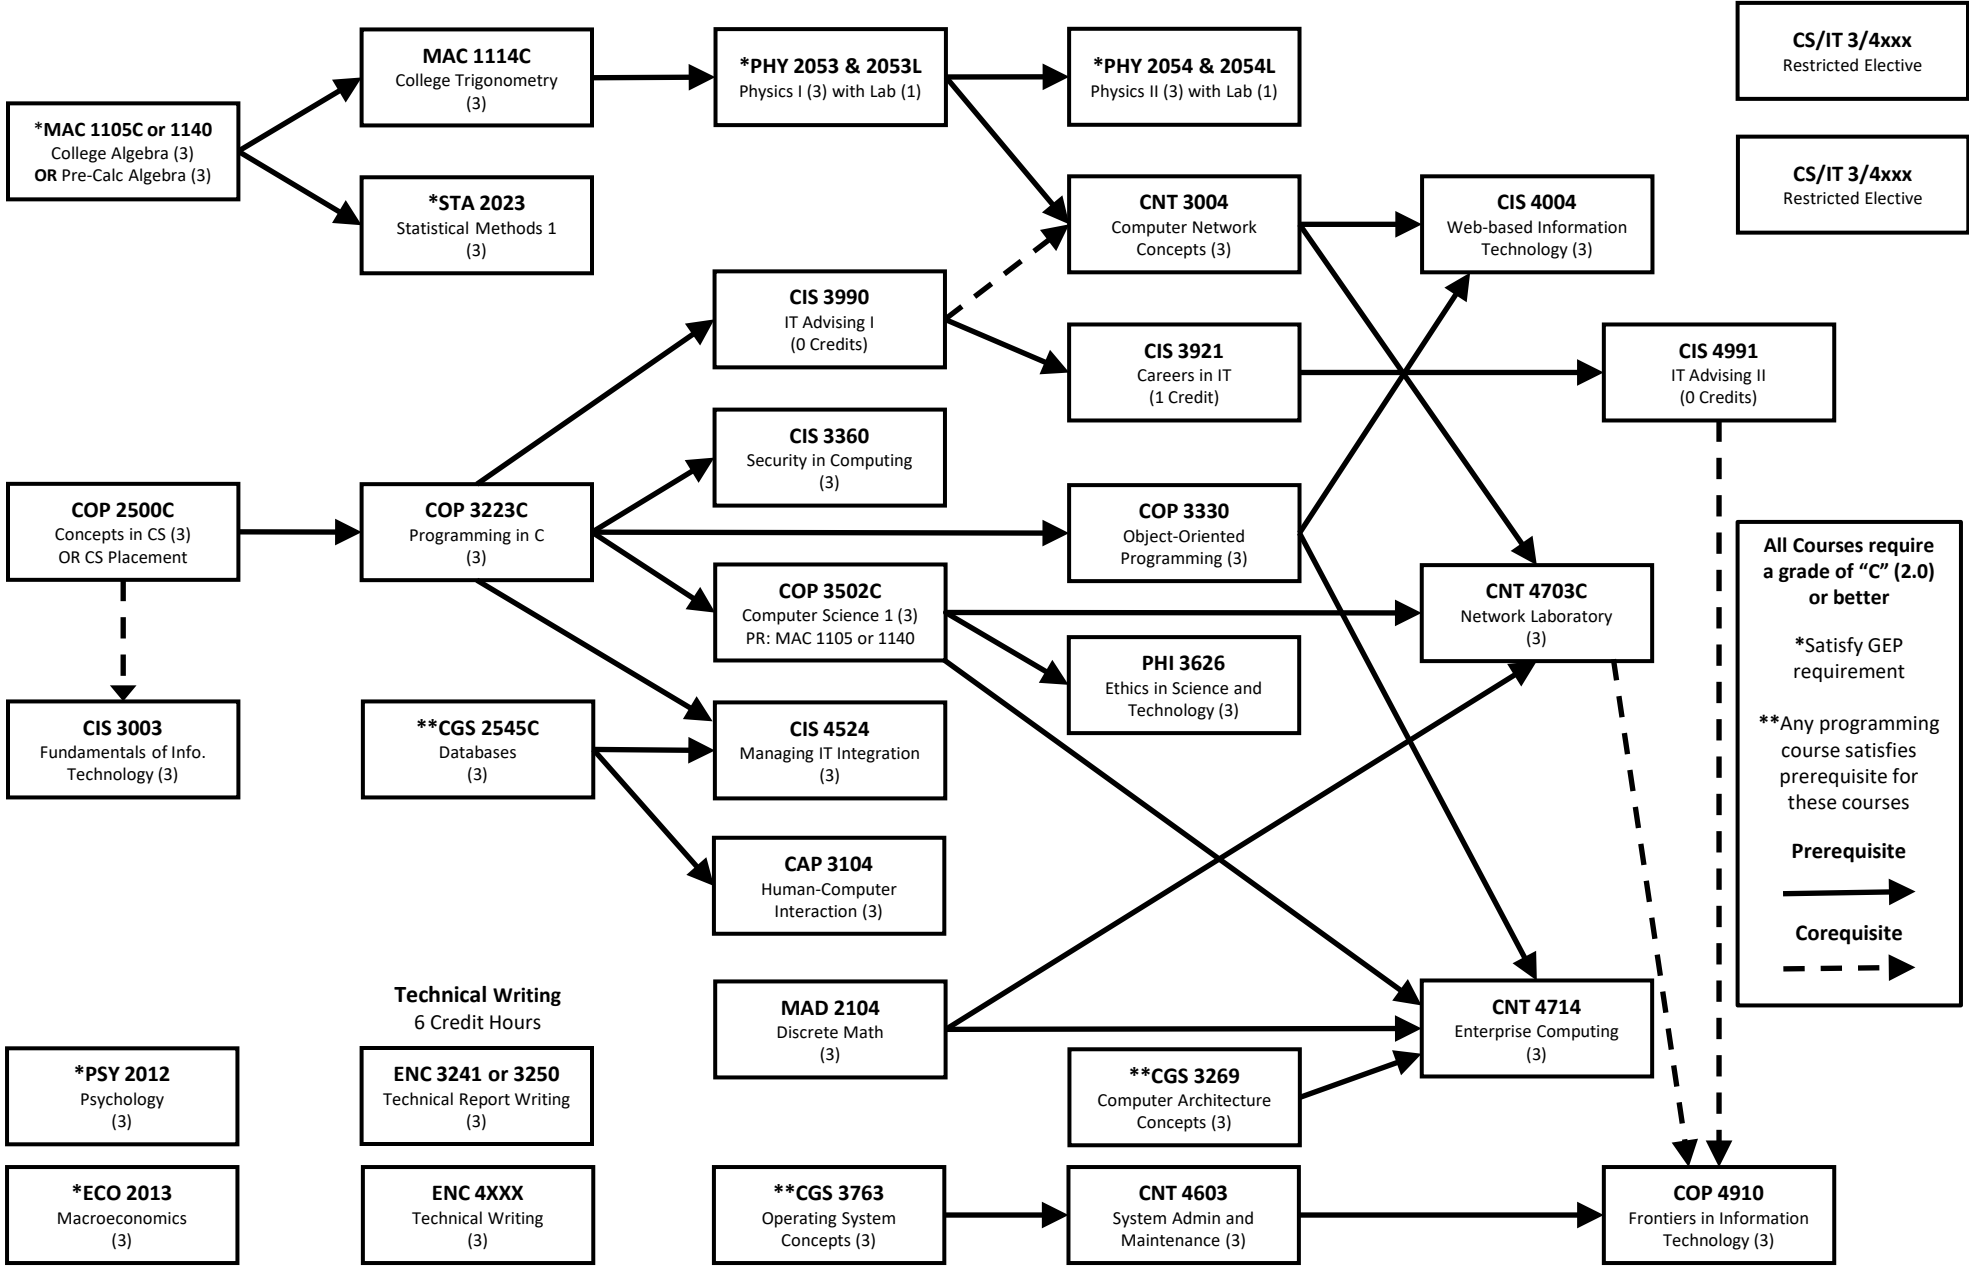 MAC 1114C
College Trigonometry
(3)
*PHY 2053 & 2053L
Physics I (3) with Lab (1)
*PHY 2054 & 2054L
Physics II (3) with Lab (1)
CS/IT 3/4xxx
Restricted Elective
*MAC 1105C or 1140
College Algebra (3)
OR Pre-Calc Algebra (3)
CS/IT 3/4xxx
Restricted Elective
*STA 2023
Statistical Methods 1
(3)
CNT 3004
Computer Network
Concepts (3)
CIS 4004
Web-based Information
Technology (3)
CIS 3990
IT Advising I
(0 Credits)
CIS 3921
Careers in IT
(1 Credit)
CIS 4991
IT Advising II
(0 Credits)
CIS 3360
Security in Computing
(3)
COP 2500C
Concepts in CS (3)
OR CS Placement
COP 3223C
Programming in C
(3)
COP 3330
Object-Oriented
Programming (3)
COP 3502C
Computer Science 1 (3)
PR: MAC 1105 or 1140
CNT 4703C
Network Laboratory
(3)
PHI 3626
Ethics in Science and
Technology (3)
CIS 3003
Fundamentals of Info.
Technology (3)
**CGS 2545C
Databases
(3)
CIS 4524
Managing IT Integration
(3)
CAP 3104
Human-Computer
Interaction (3)
All Courses require
a grade of “C” (2.0)
or better
*Satisfy GEP
requirement
**Any programming
course satisfies
prerequisite for
these courses
Prerequisite
Corequisite
Technical Writing
6 Credit Hours
MAD 2104
Discrete Math
(3)
CNT 4714
Enterprise Computing
(3)
*PSY 2012
Psychology
(3)
ENC 3241 or 3250
Technical Report Writing
(3)
**CGS 3269
Computer Architecture
Concepts (3)
*ECO 2013
Macroeconomics
(3)
ENC 4XXX
Technical Writing
(3)
**CGS 3763
Operating System
Concepts (3)
CNT 4603
System Admin and
Maintenance (3)
COP 4910
Frontiers in Information
Technology (3)